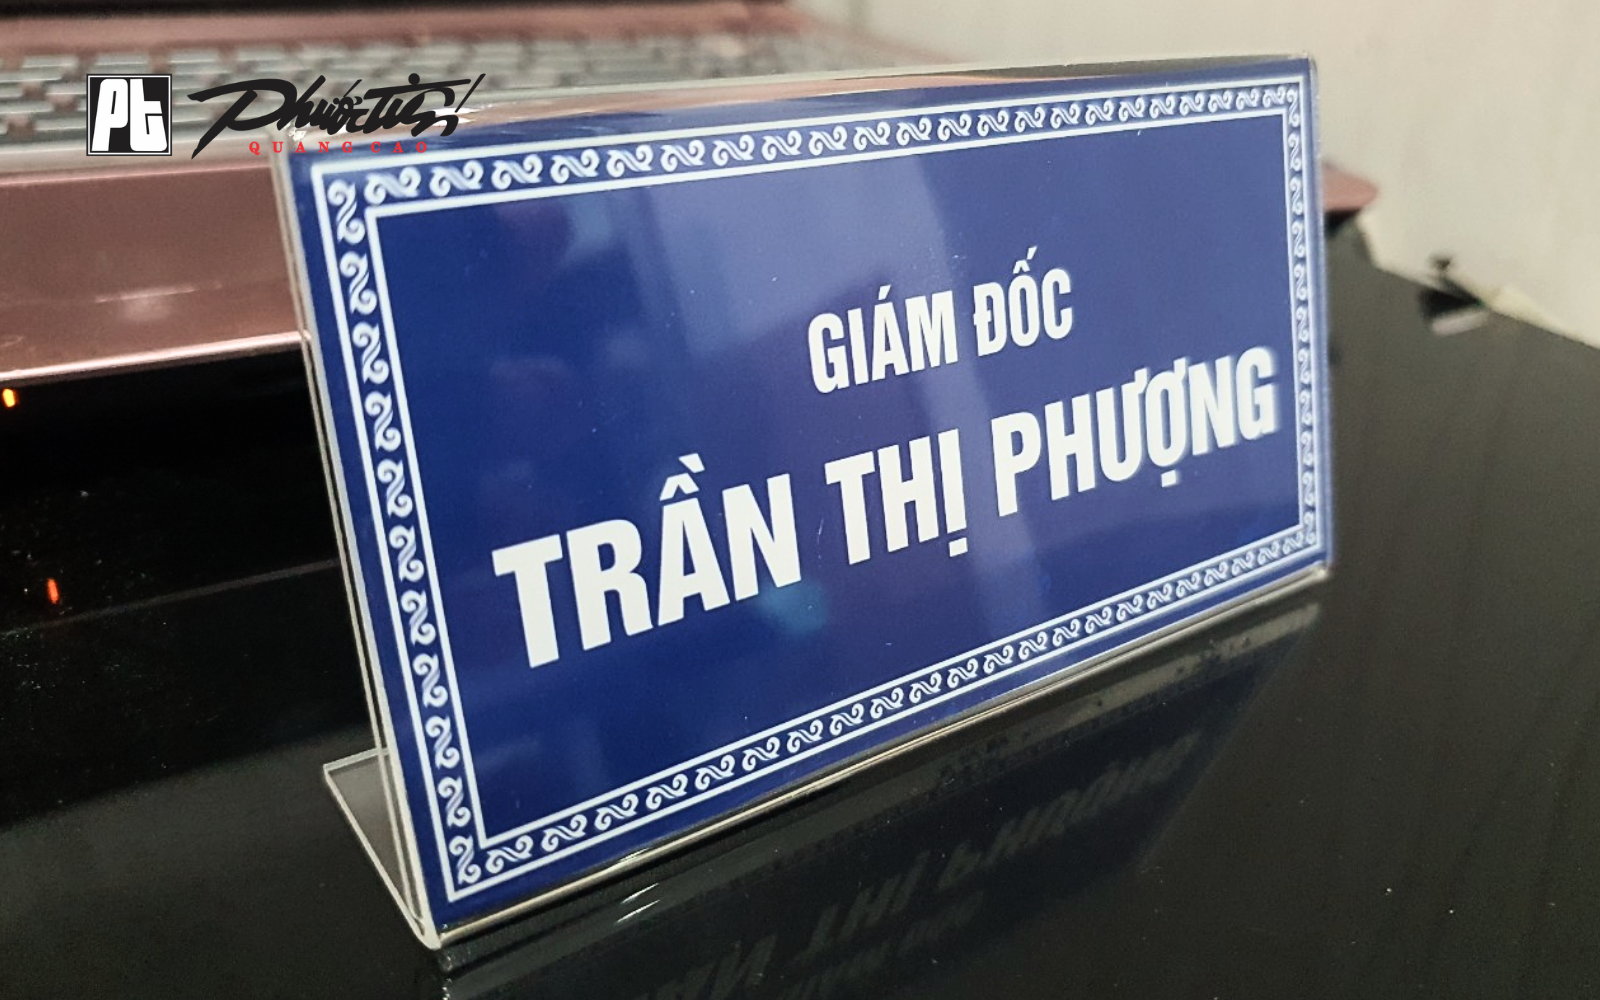 Pt Phước Tiến
QUANG CAO
GIÁM ĐỐC
TRẦN THỊ PHƯỢNG